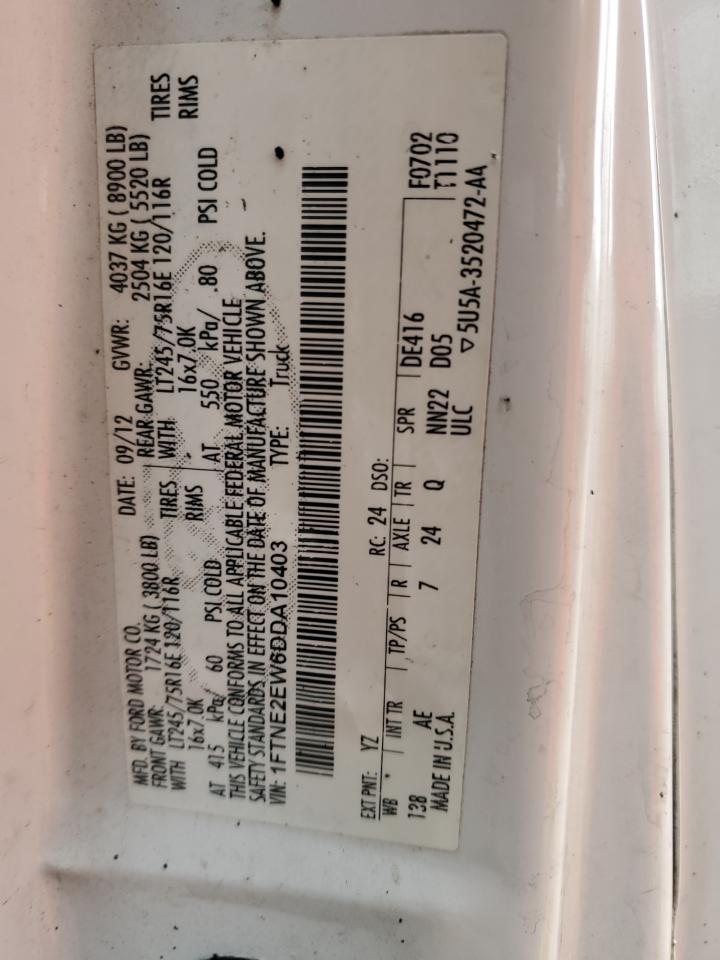 MFD. BY FORD MOTOR CO. DATE: 09/12 GVWR: 4037 KG ( 8900 LB)
FRONT GAWR: 1724 KG ( 3800 LB) REAR GAWR: 2504 KG ( 5520 LB)
WITH LT245/75R16E 120/116R TIRES WITH LT245/75R16E 120/116R TIRES
16x7.0K RIMS 16x7.0K RIMS
AT 415 kPa/ 60 PSI COLD AT 550 kPa/ .80 PSI COLD
THIS VEHICLE CONFORMS TO ALL APPLICABLE FEDERAL MOTOR VEHICLE
SAFETY STANDARDS IN EFFECT ON THE DATE OF MANUFACTURE SHOWN ABOVE.
VIN: 1FTNE2EW6DDA10403 TYPE: Truck
EXT PNT: YZ RC: 24 DSO:
WB INT TR TP/PS R AXLE TR SPR DE416 F0702
138 AE 7 24 Q NN22 D05 T1110
MADE IN U.S.A. ULC ▽5U5A-3520472-AA